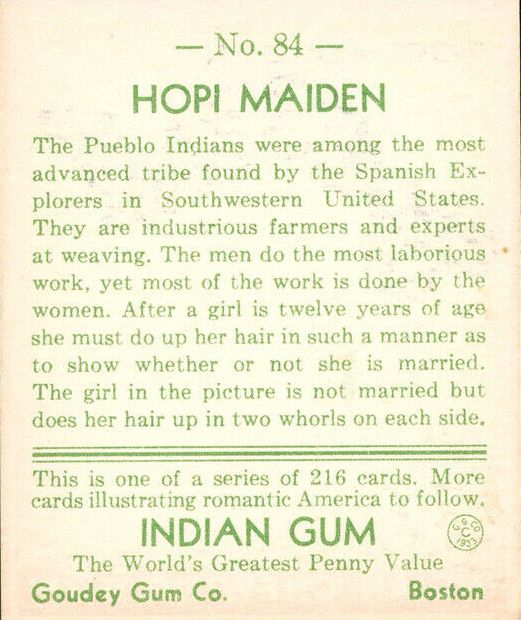 — No. 84 —
HOPI MAIDEN
The Pueblo Indians were among the most
advanced tribe found by the Spanish Ex-
plorers in Southwestern United States.
They are industrious farmers and experts
at weaving. The men do the most laborious
work, yet most of the work is done by the
women. After a girl is twelve years of age
she must do up her hair in such a manner as
to show whether or not she is married.
The girl in the picture is not married but
does her hair up in two whorls on each side.
This is one of a series of 216 cards. More
cards illustrating romantic America to follow.
INDIAN GUM
G G CO
C
1933
The World's Greatest Penny Value
Goudey Gum Co. Boston